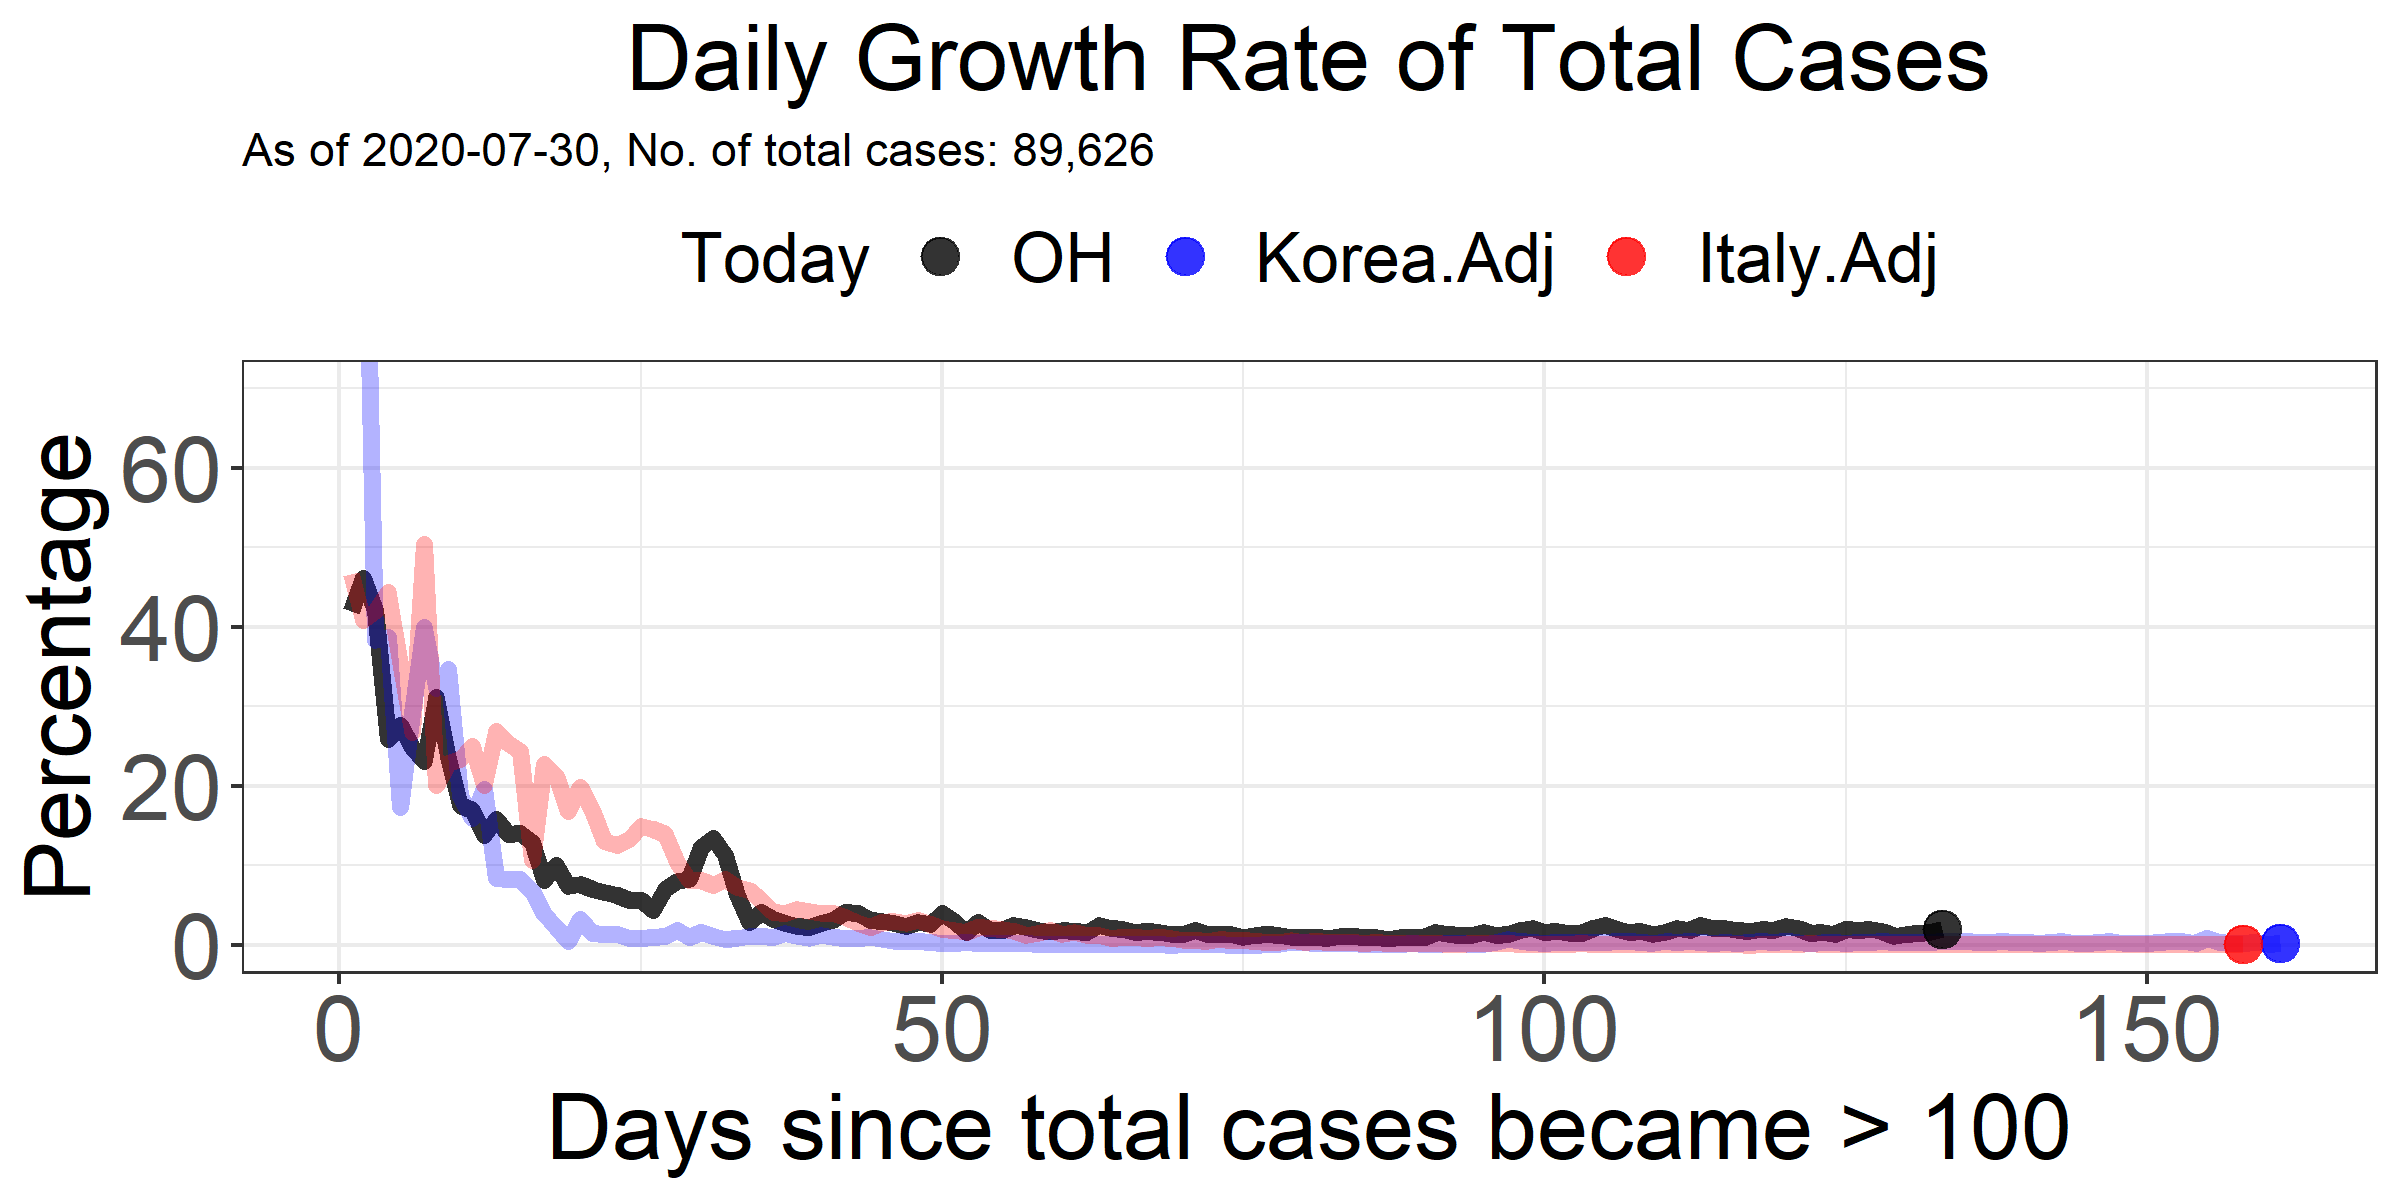 Daily Growth Rate of Total Cases
As of 2020-07-30, No. of total cases: 89,626
Today OH Korea.Adj Italy.Adj
Percentage
60
40
20
0
0 50 100 150
Days since total cases became > 100